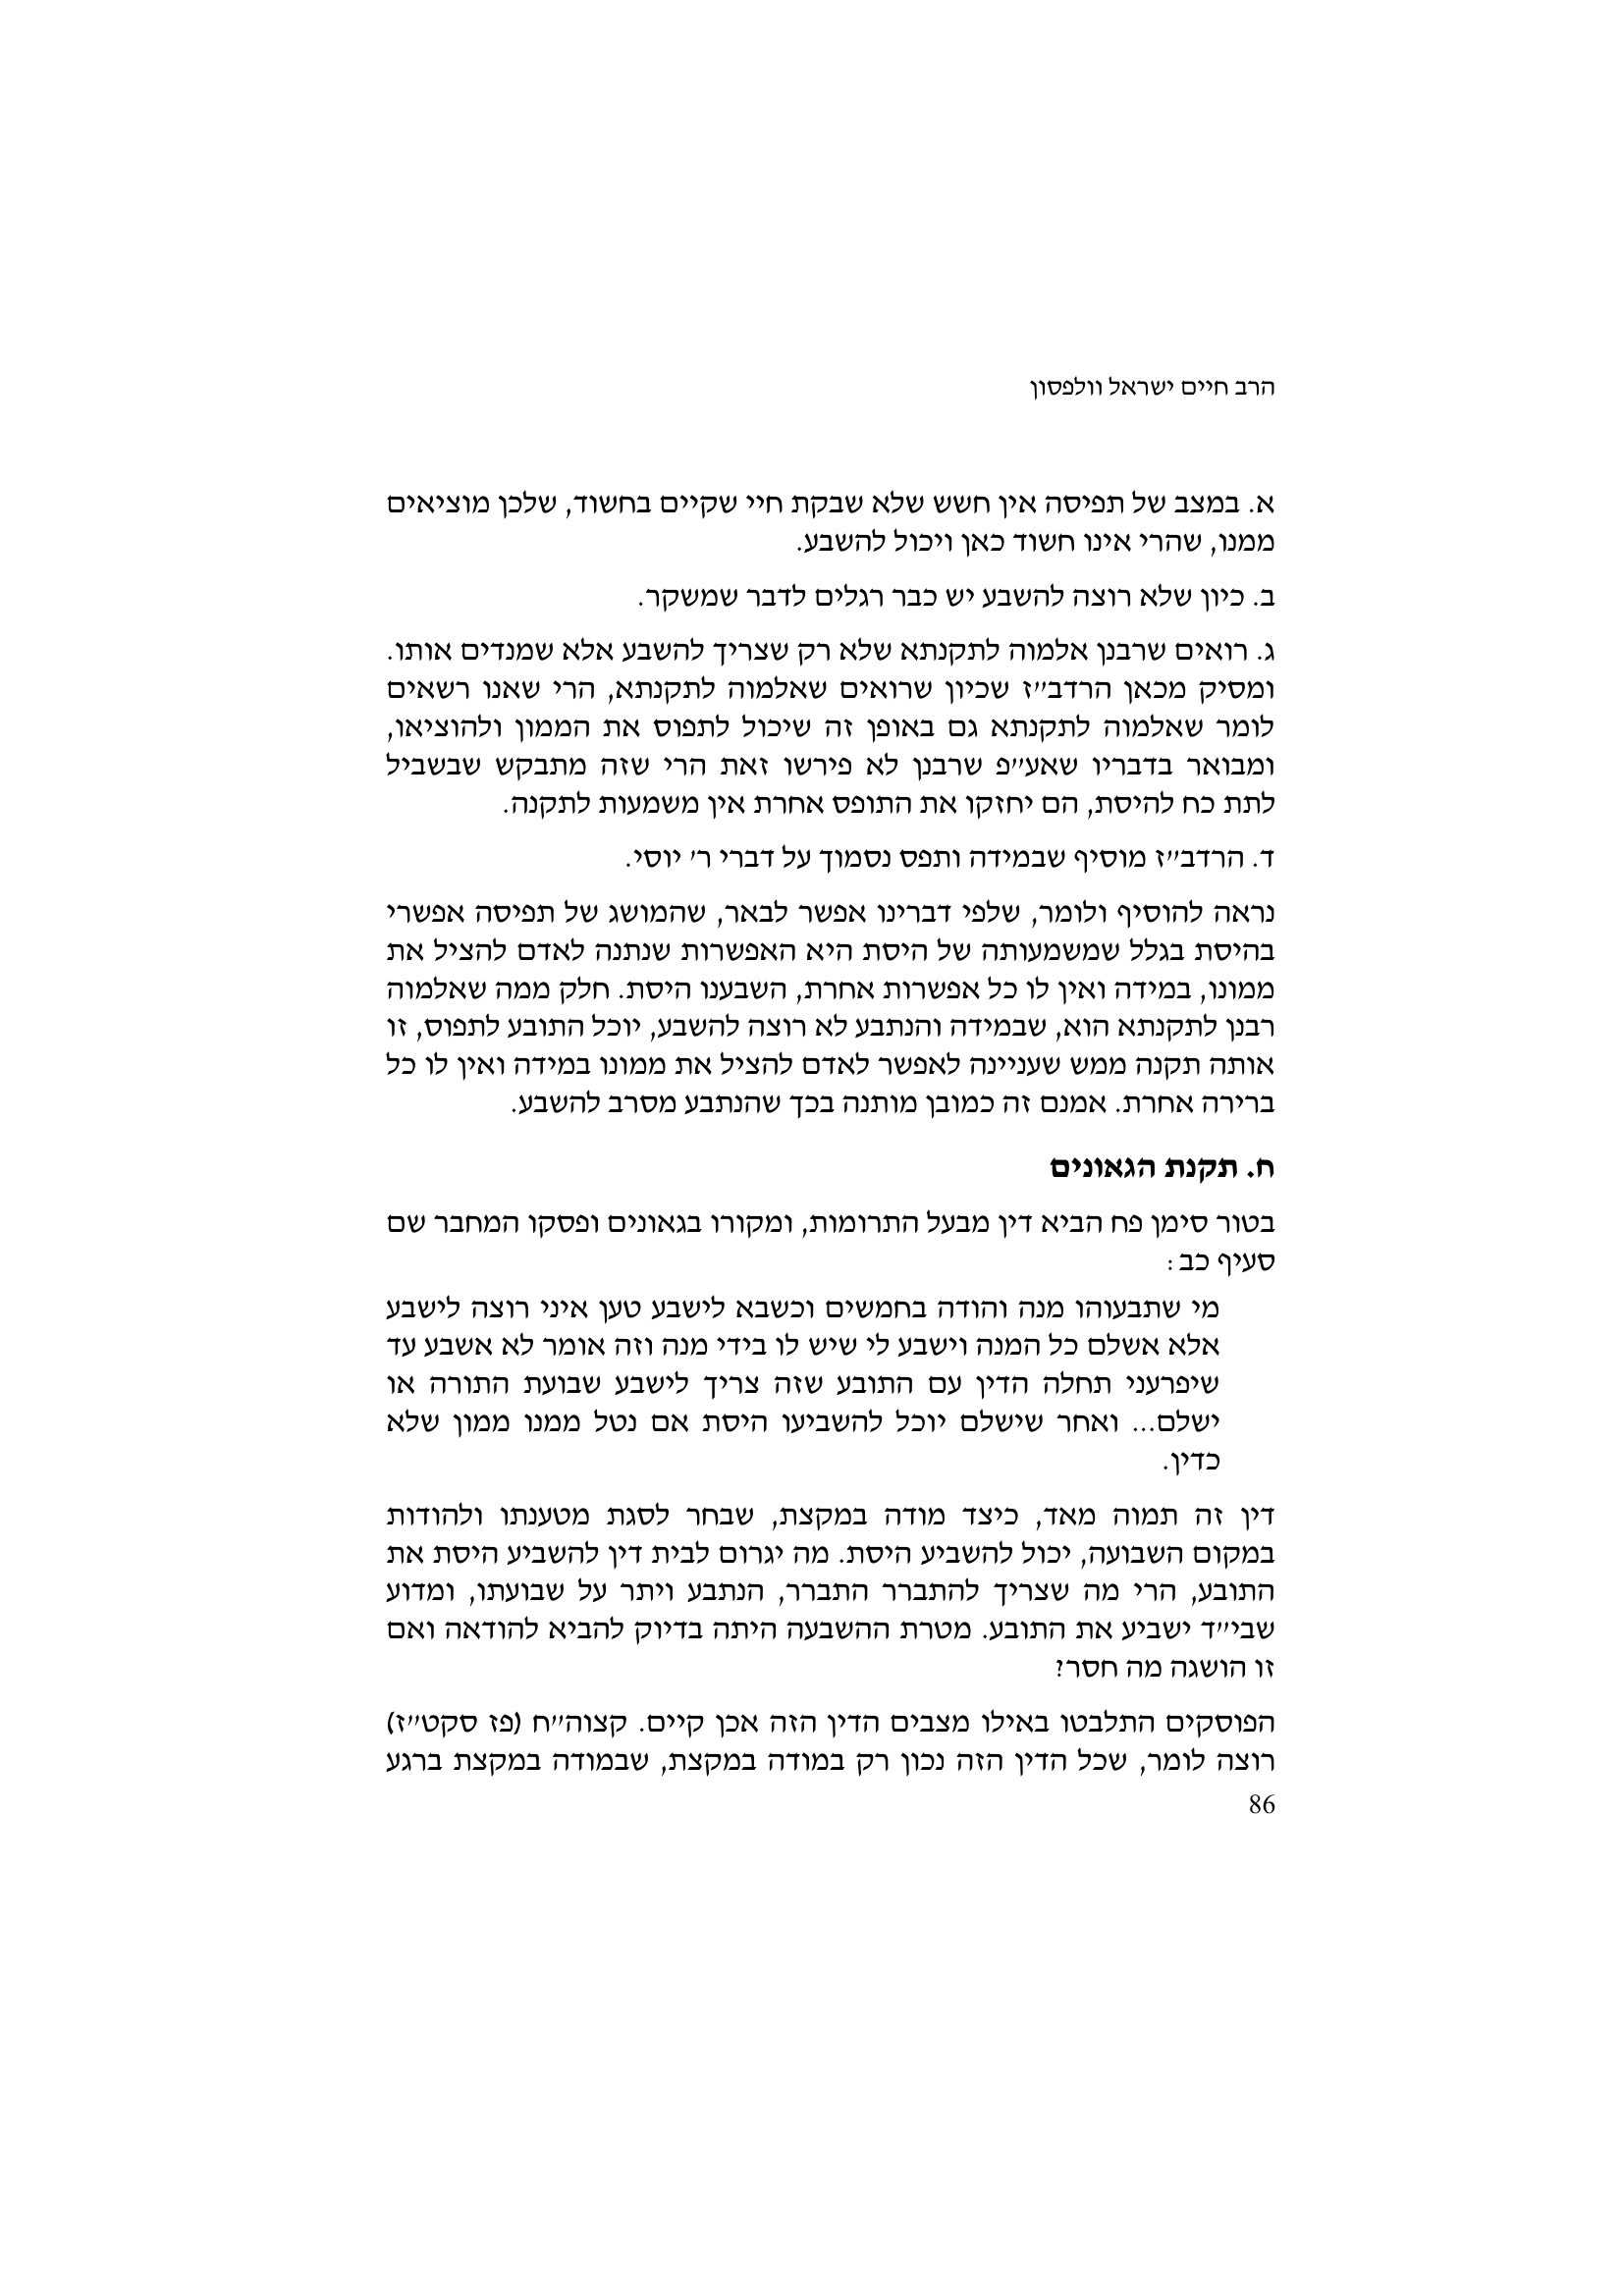 הרב חיים ישראל וולפסון
א. במצב של תפיסה אין חשש שלא שבקת חיי שקיים בחשוד, שלכן מוציאים
ממנו, שהרי אינו חשוד כאן ויכול להשבע.
ב. כיון שלא רוצה להשבע יש כבר רגלים לדבר שמשקר.
ג. רואים שרבנן אלמוה לתקנתא שלא רק שצריך להשבע אלא שמנדים אותו.
ומסיק מכאן הרדב״ז שכיון שרואים שאלמוה לתקנתא, הרי שאנו רשאים
לומר שאלמוה לתקנתא גם באופן זה שיכול לתפוס את הממון ולהוציאו,
ומבואר בדבריו שאע״פ שרבנן לא פירשו זאת הרי שזה מתבקש שבשביל
לתת כח להיסת, הם יחזקו את התופס אחרת אין משמעות לתקנה.
ד. הרדב״ז מוסיף שבמידה ותפס נסמוך על דברי ר׳ יוסי.
נראה להוסיף ולומר, שלפי דברינו אפשר לבאר, שהמושג של תפיסה אפשרי
בהיסת בגלל שמשמעותה של היסת היא האפשרות שנתנה לאדם להציל את
ממונו, במידה ואין לו כל אפשרות אחרת, השבענו היסת. חלק ממה שאלמוה
רבנן לתקנתא הוא, שבמידה והנתבע לא רוצה להשבע, יוכל התובע לתפוס, זו
אותה תקנה ממש שעניינה לאפשר לאדם להציל את ממונו במידה ואין לו כל
ברירה אחרת. אמנם זה כמובן מותנה בכך שהנתבע מסרב להשבע.
ח. תקנת הגאונים
בטור סימן פח הביא דין מבעל התרומות, ומקורו בגאונים ופסקו המחבר שם
סעיף כב:
מי שתבעוהו מנה והודה בחמשים וכשבא לישבע טען איני רוצה לישבע
אלא אשלם כל המנה וישבע לי שיש לו בידי מנה וזה אומר לא אשבע עד
שיפרעני תחלה הדין עם התובע שזה צריך לישבע שבועת התורה או
ישלם... ואחר שישלם יוכל להשביעו היסת אם נטל ממנו ממון שלא
כדין.
דין זה תמוה מאד, כיצד מודה במקצת, שבחר לסגת מטענתו ולהודות
במקום השבועה, יכול להשביע היסת. מה יגרום לבית דין להשביע היסת את
התובע, הרי מה שצריך להתברר התברר, הנתבע ויתר על שבועתו, ומדוע
שבי״ד ישביע את התובע. מטרת ההשבעה היתה בדיוק להביא להודאה ואם
זו הושגה מה חסר?
הפוסקים התלבטו באילו מצבים הדין הזה אכן קיים. קצוה״ח (פז סקט״ז)
רוצה לומר, שכל הדין הזה נכון רק במודה במקצת, שבמודה במקצת ברגע
86